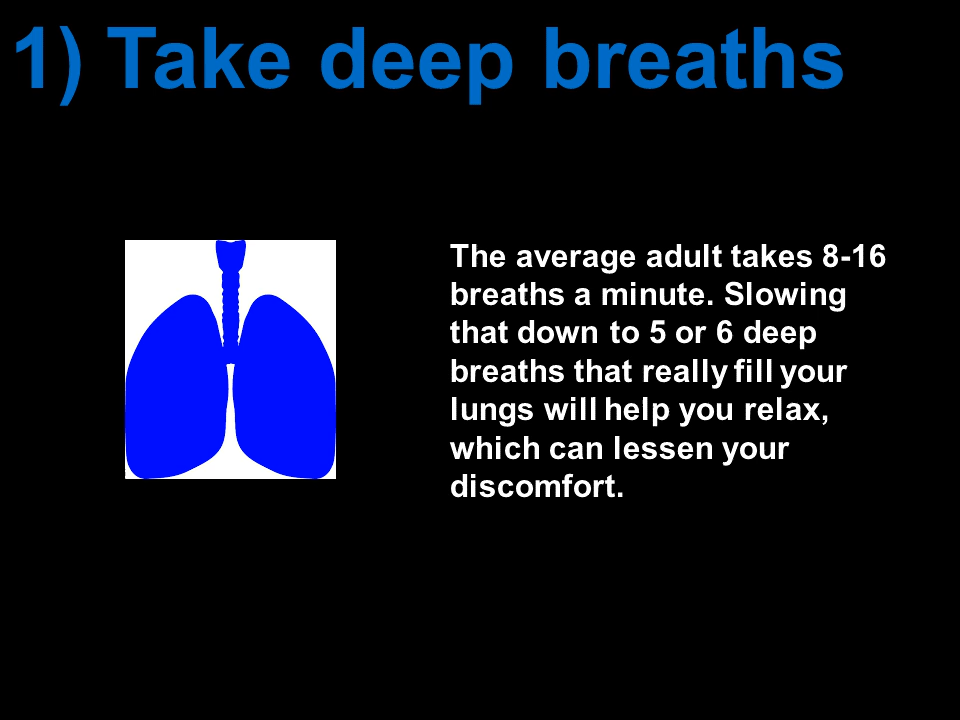 1) Take deep breaths
The average adult takes 8-16
breaths a minute. Slowing
that down to 5 or 6 deep
breaths that really fill your
lungs will help you relax,
which can lessen your
discomfort.